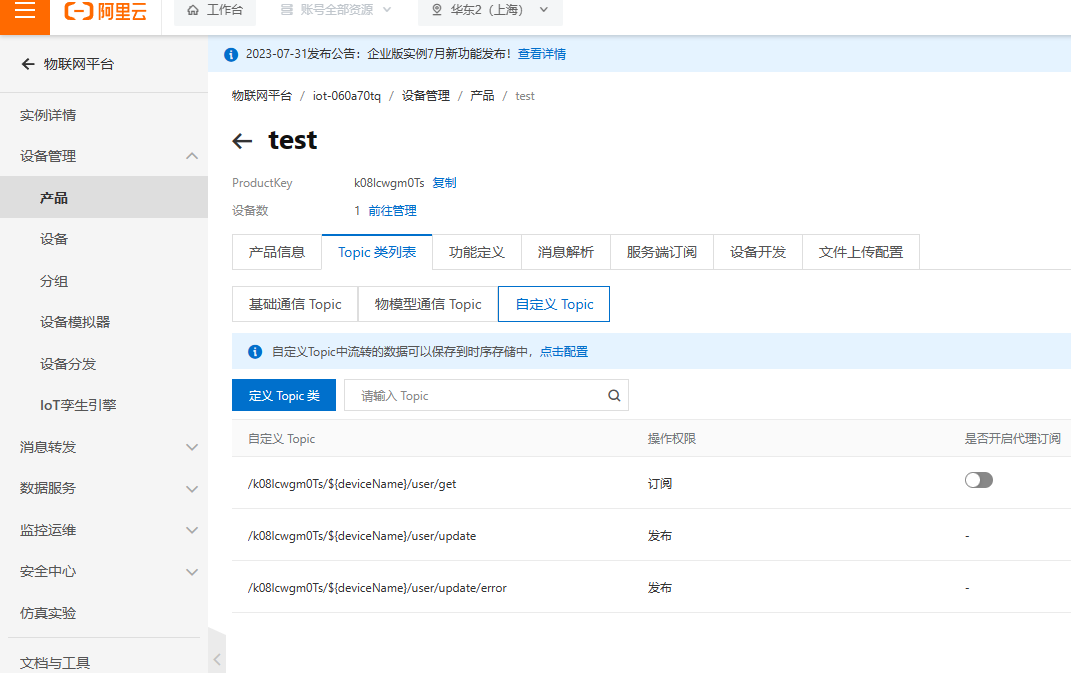 阿里云 工作台 账号全部资源 华东2（上海）
物联网平台
实例详情
设备管理
产品
设备
分组
设备模拟器
设备分发
IoT孪生引擎
消息转发
数据服务
监控运维
安全中心
仿真实验
文档与工具
2023-07-31发布公告：企业版实例7月新功能发布！查看详情
物联网平台 / iot-060a70tq / 设备管理 / 产品 / test
test
ProductKey k08lcwgm0Ts 复制
设备数 1 前往管理
产品信息 Topic 类列表 功能定义 消息解析 服务端订阅 设备开发 文件上传配置
基础通信 Topic 物模型通信 Topic 自定义 Topic
自定义Topic中流转的数据可以保存到时序存储中，点击配置
定义 Topic 类 请输入 Topic
自定义 Topic 操作权限 是否开启代理订阅
/k08lcwgm0Ts/${deviceName}/user/get 订阅
/k08lcwgm0Ts/${deviceName}/user/update 发布 -
/k08lcwgm0Ts/${deviceName}/user/update/error 发布 -